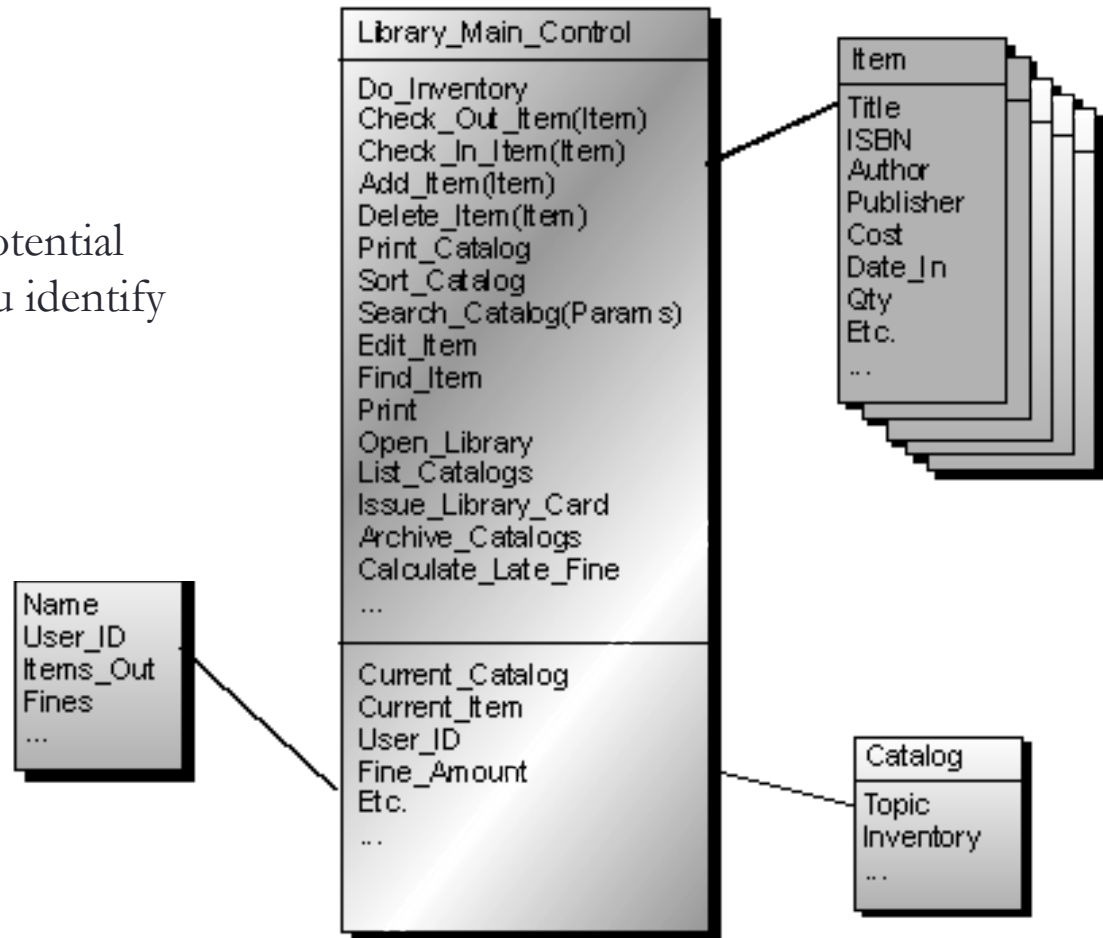 otential
u identify
Library_Main_Control
Do_Inventory
Check_Out_Item(Item)
Check_In_Item(Item)
Add_Item(Item)
Delete_Item(Item)
Print_Catalog
Sort_Catalog
Search_Catalog(Params)
Edit_Item
Find_Item
Print
Open_Library
List_Catalogs
Issue_Library_Card
Archive_Catalogs
Calculate_Late_Fine
...
Current_Catalog
Current_Item
User_ID
Fine_Amount
Etc.
...
Item
Title
ISBN
Author
Publisher
Cost
Date_In
Qty
Etc.
...
Name
User_ID
Items_Out
Fines
...
Catalog
Topic
Inventory
...